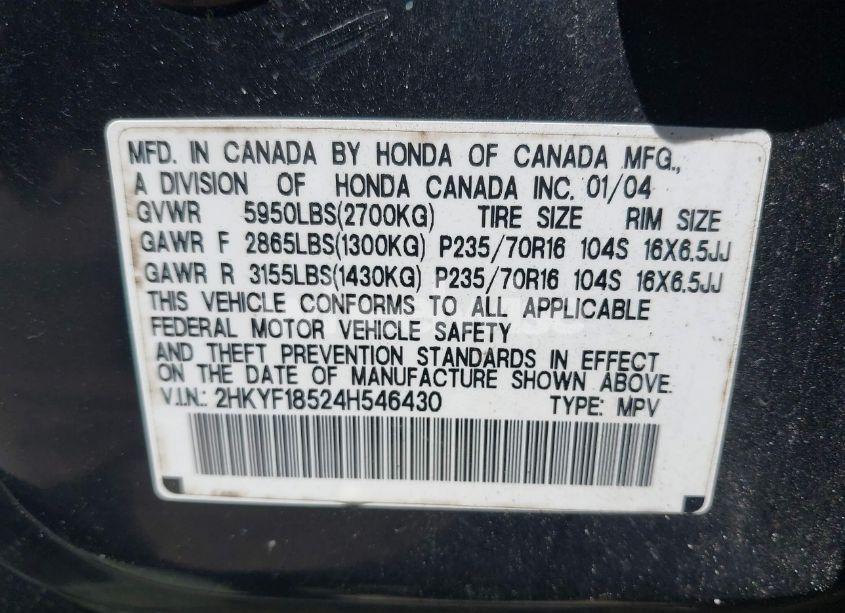 MFD. IN CANADA BY HONDA OF CANADA MFG.,
A DIVISION OF HONDA CANADA INC. 01/04
GVWR 5950LBS(2700KG) TIRE SIZE RIM SIZE
GAWR F 2865LBS(1300KG) P235/70R16 104S 16X6.5JJ
GAWR R 3155LBS(1430KG) P235/70R16 104S 16X6.5JJ
THIS VEHICLE CONFORMS TO ALL APPLICABLE
FEDERAL MOTOR VEHICLE SAFETY
AND THEFT PREVENTION STANDARDS IN EFFECT
ON THE DATE OF MANUFACTURE SHOWN ABOVE.
V.I.N.: 2HKYF18524H546430 TYPE: MPV